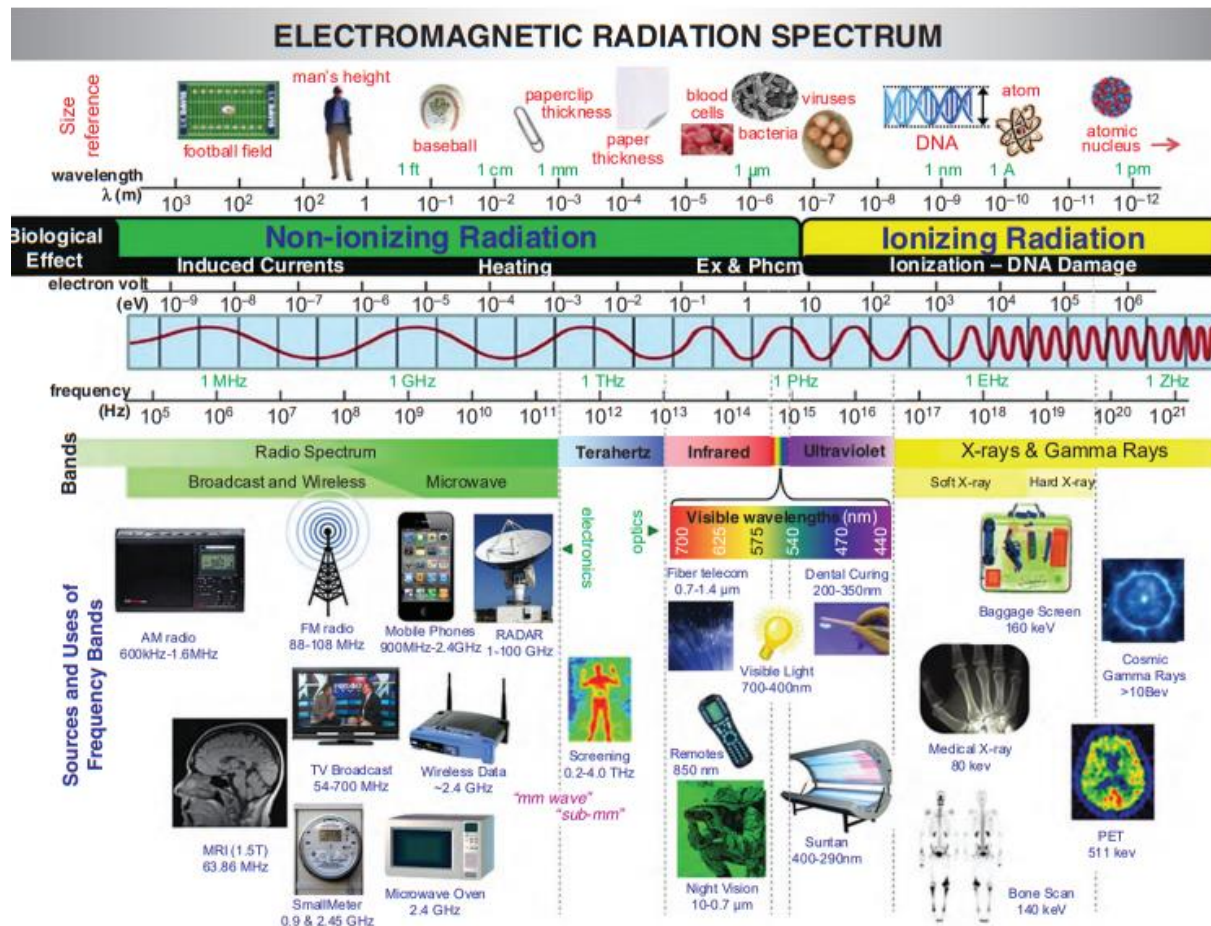 ELECTROMAGNETIC RADIATION SPECTRUM
Size
reference
football field
man's height
baseball
paperclip
thickness
paper
thickness
blood
cells
bacteria
viruses
DNA
atom
atomic
nucleus
wavelength
λ (m)
1 ft 1 cm 1 mm 1 µm 1 nm 1 A 1 pm
10³ 10² 10² 1 10⁻¹ 10⁻² 10⁻³ 10⁻⁴ 10⁻⁵ 10⁻⁶ 10⁻⁷ 10⁻⁸ 10⁻⁹ 10⁻¹⁰ 10⁻¹¹ 10⁻¹²
Biological
Effect
Non-ionizing Radiation
Ionizing Radiation
Induced Currents Heating Ex & Phcm Ionization – DNA Damage
electron volt
(eV)
10⁻⁹ 10⁻⁸ 10⁻⁷ 10⁻⁶ 10⁻⁵ 10⁻⁴ 10⁻³ 10⁻² 10⁻¹ 1 10 10² 10³ 10⁴ 10⁵ 10⁶
frequency
(Hz)
1 MHz 1 GHz 1 THz 1 PHz 1 EHz 1 ZHz
10⁵ 10⁶ 10⁷ 10⁸ 10⁹ 10¹⁰ 10¹¹ 10¹² 10¹³ 10¹⁴ 10¹⁵ 10¹⁶ 10¹⁷ 10¹⁸ 10¹⁹ 10²⁰ 10²¹
Bands
Radio Spectrum
Terahertz
Infrared
Ultraviolet
X-rays & Gamma Rays
Broadcast and Wireless
Microwave
Soft X-ray
Hard X-ray
electronics
optics
Visible wavelengths (nm)
700 625 575 540 470 440
Sources and Uses of
Frequency Bands
AM radio
600kHz-1.6MHz
FM radio
88-108 MHz
Mobile Phones
900MHz-2.4GHz
RADAR
1-100 GHz
Fiber telecom
0.7-1.4 µm
Dental Curing
200-350nm
Baggage Screen
160 keV
Visible Light
700-400nm
Cosmic
Gamma Rays
>10Bev
TV Broadcast
54-700 MHz
Wireless Data
~2.4 GHz
Screening
0.2-4.0 THz
"mm wave"
"sub-mm"
Remotes
850 nm
Medical X-ray
80 kev
MRI (1.5T)
63.86 MHz
SmallMeter
0.9 & 2.45 GHz
Microwave Oven
2.4 GHz
Night Vision
10-0.7 µm
Suntan
400-290nm
PET
511 kev
Bone Scan
140 keV